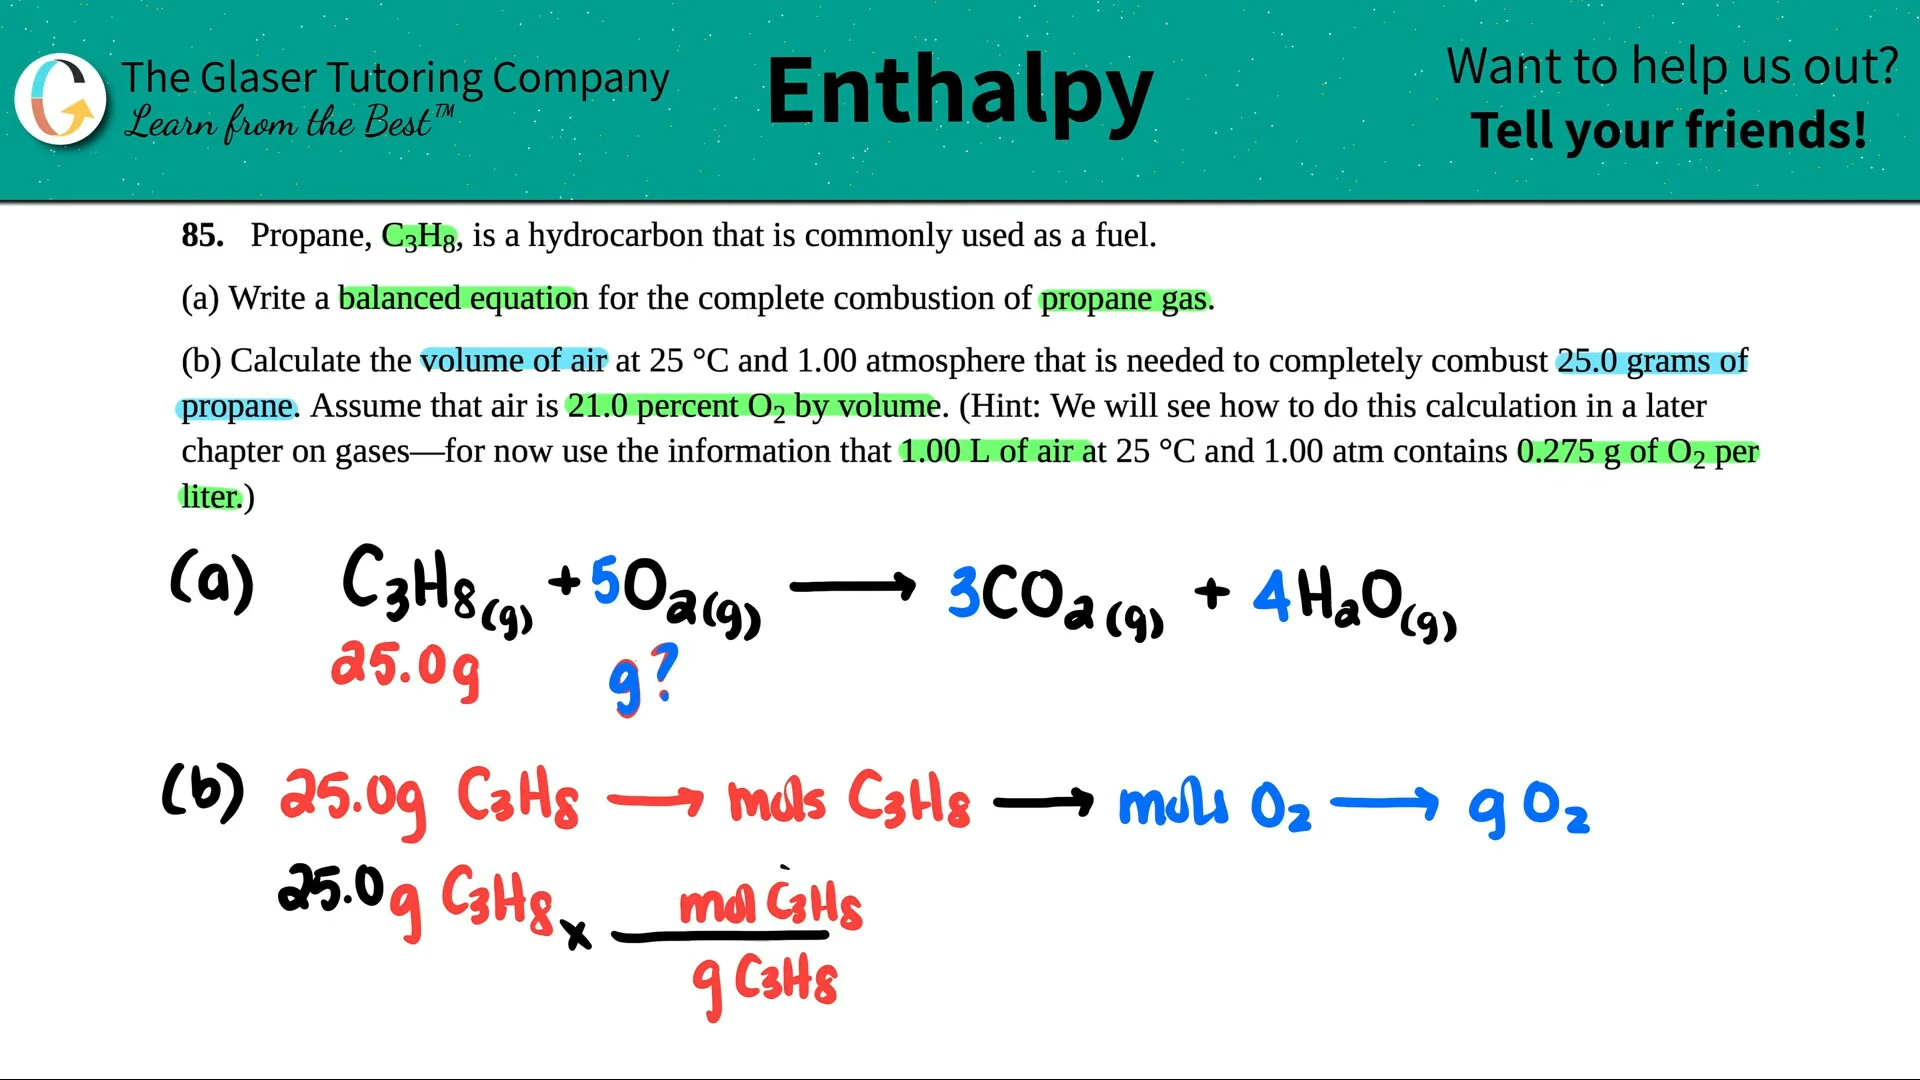 The Glaser Tutoring Company
Learn from the Best™
Enthalpy
Want to help us out?
Tell your friends!
85. Propane, C₃H₈, is a hydrocarbon that is commonly used as a fuel.
(a) Write a balanced equation for the complete combustion of propane gas.
(b) Calculate the volume of air at 25 °C and 1.00 atmosphere that is needed to completely combust 25.0 grams of
propane. Assume that air is 21.0 percent O₂ by volume. (Hint: We will see how to do this calculation in a later
chapter on gases—for now use the information that 1.00 L of air at 25 °C and 1.00 atm contains 0.275 g of O₂ per
liter.)
(a) C₃H₈(g) + 5O₂(g) ⟶ 3CO₂(g) + 4H₂O(g)
25.0g g?
(b) 25.0g C₃H₈ ⟶ mols C₃H₈ ⟶ mols O₂ ⟶ g O₂
25.0 g C₃H₈ x mol C₃H₈
g C₃H₈